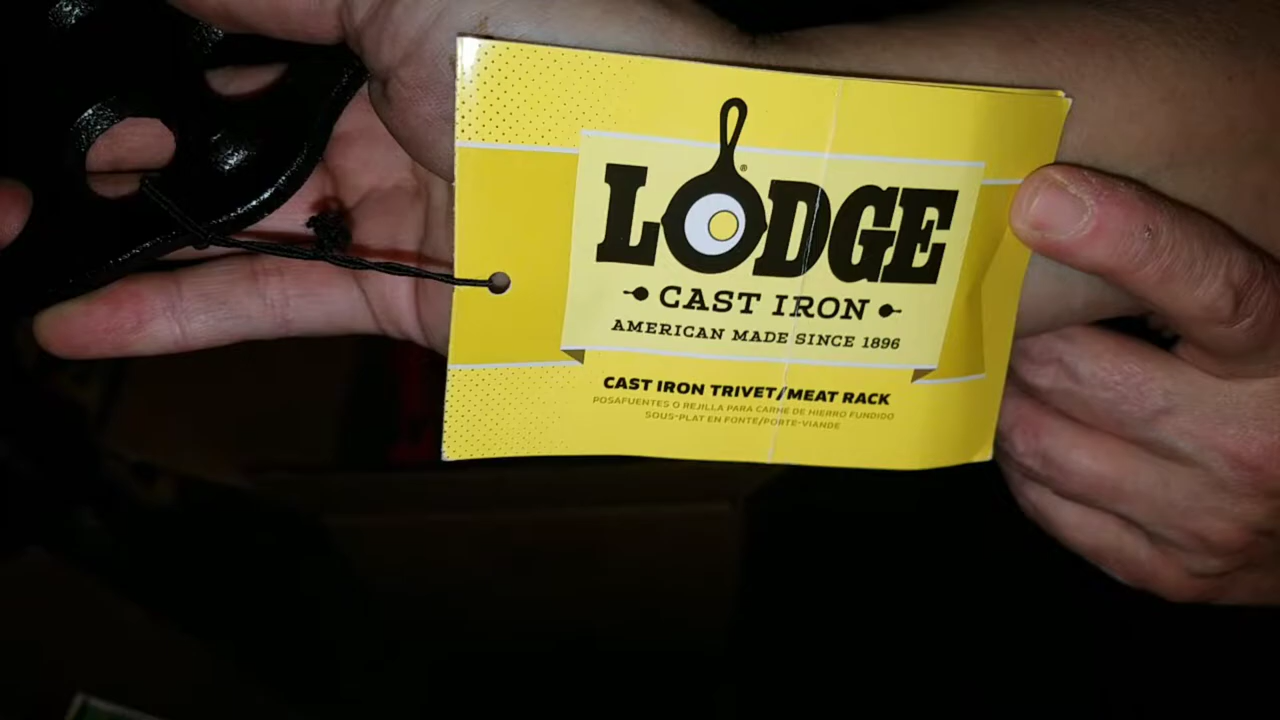 LODGE®
CAST IRON
AMERICAN MADE SINCE 1896
CAST IRON TRIVET/MEAT RACK
POSAFUENTES O REJILLA PARA CARNE DE HIERRO FUNDIDO
SOUS-PLAT EN FONTE/PORTE-VIANDE